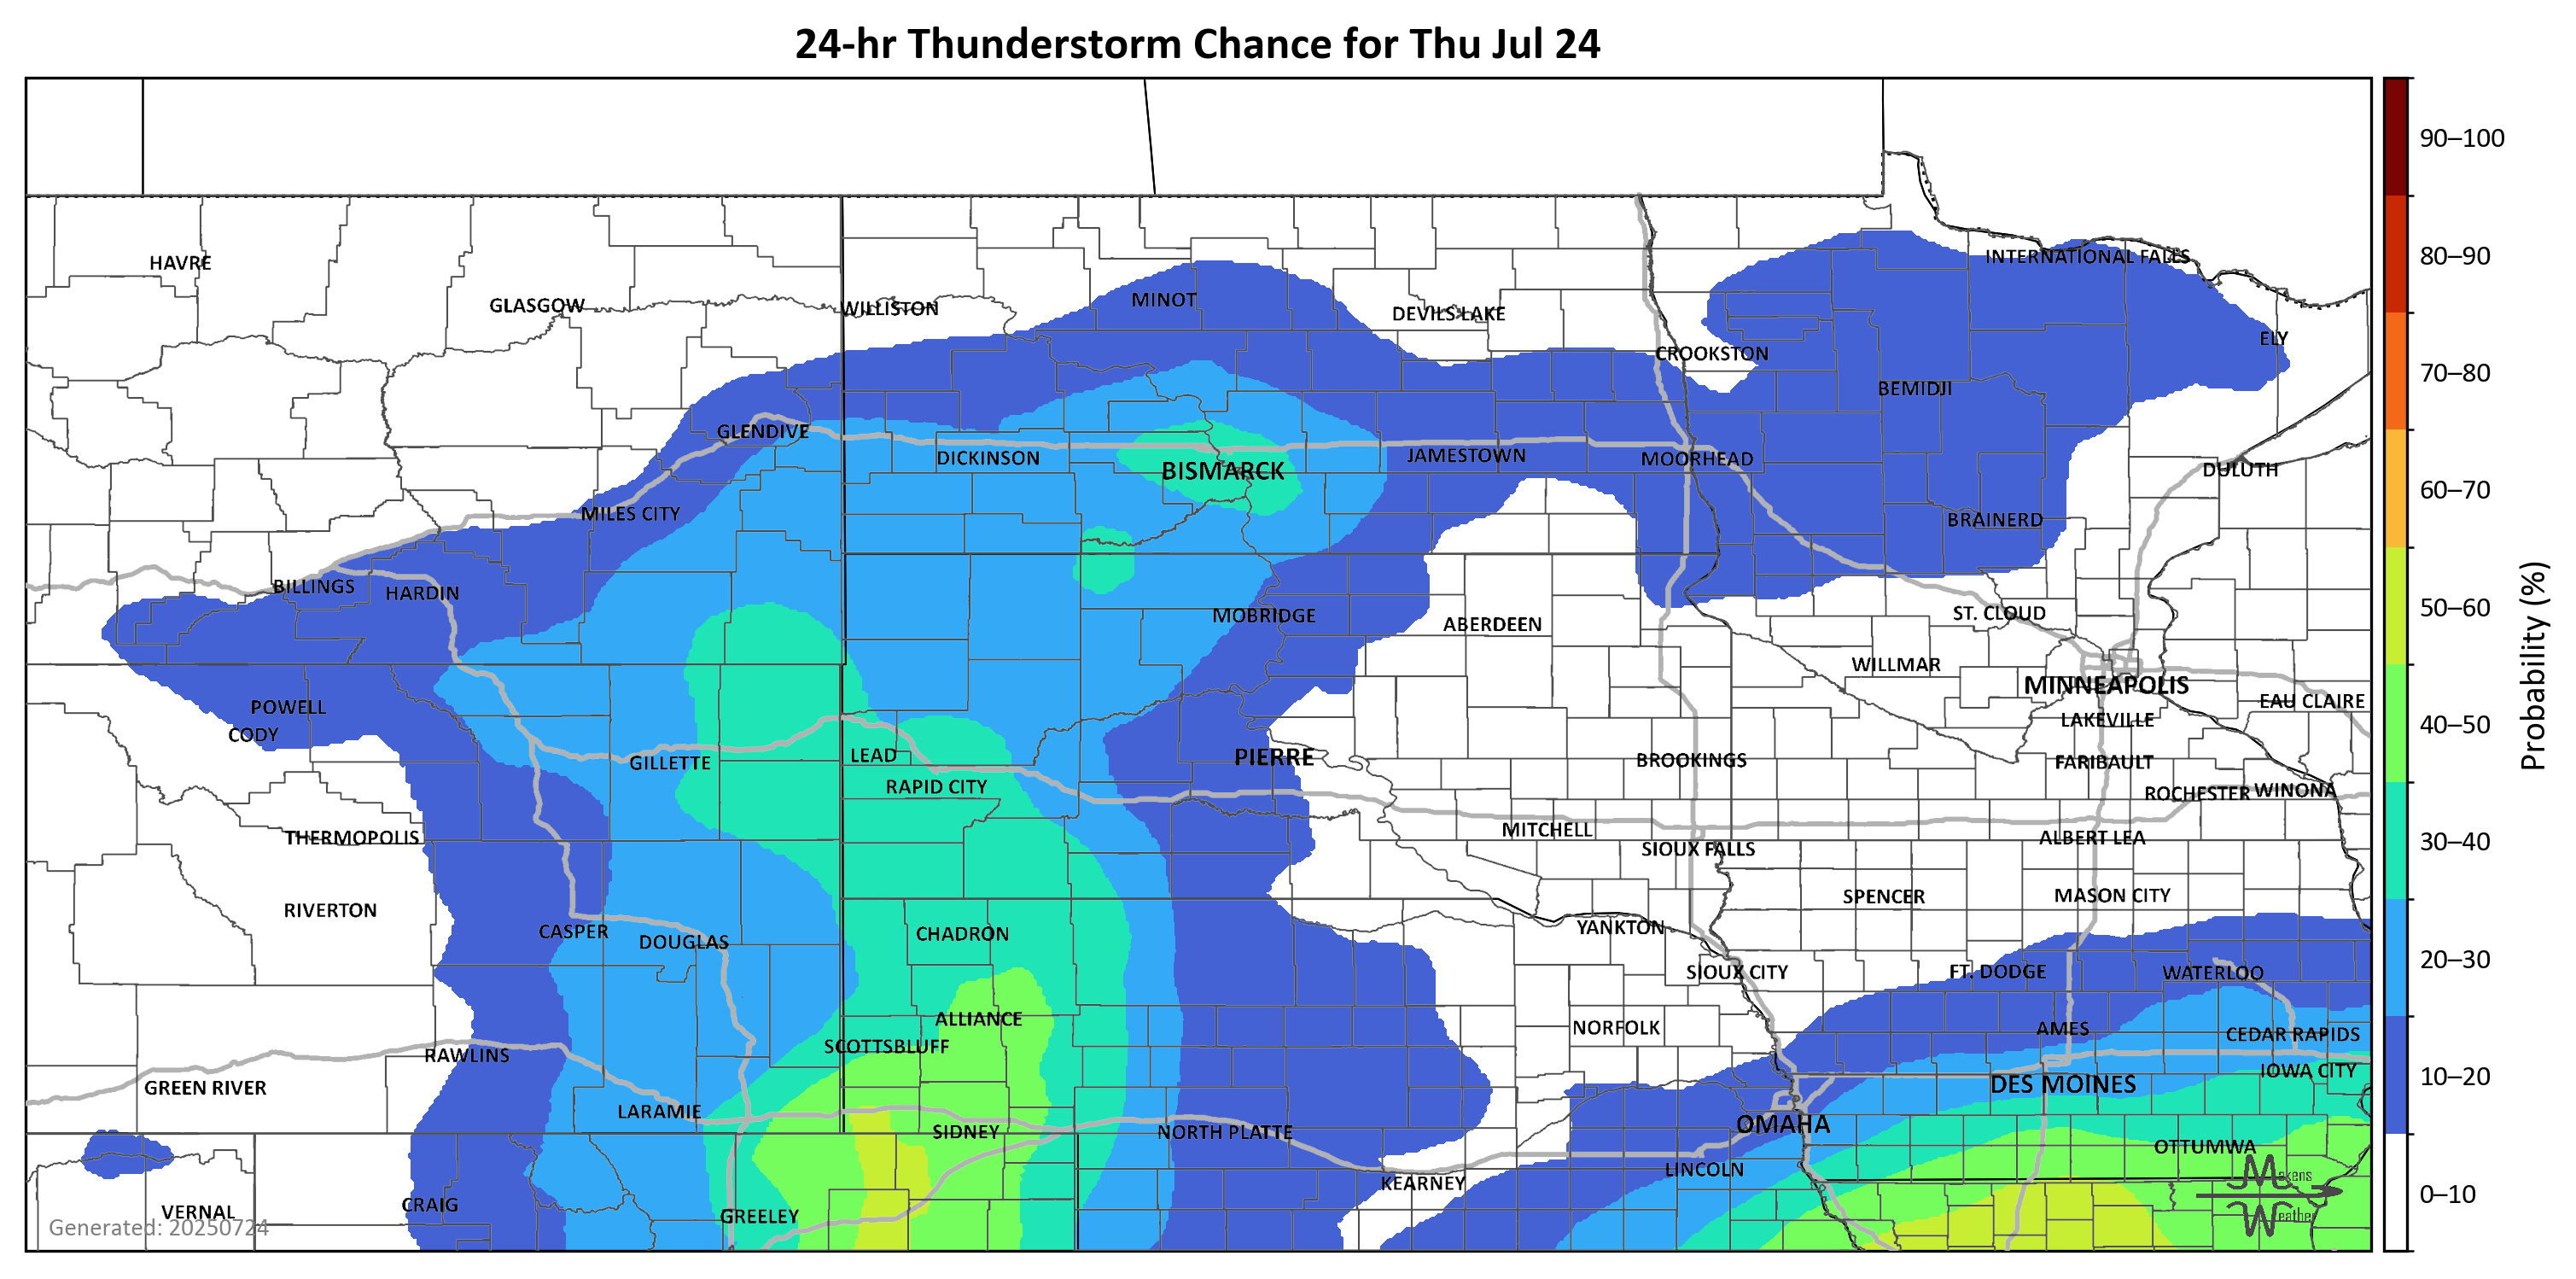 24-hr Thunderstorm Chance for Thu Jul 24
90–100
INTERNATIONAL FALLS
80–90
HAVRE
MINOT
GLASGOW
WILLISTON
DEVILS LAKE
ELY
CROOKSTON
70–80
BEMIDJI
GLENDIVE
DICKINSON
BISMARCK
JAMESTOWN
MOORHEAD
DULUTH
60–70
MILES CITY
BRAINERD
BILLINGS
HARDIN
50–60
MOBRIDGE
ABERDEEN
ST. CLOUD
WILLMAR
MINNEAPOLIS
Probability (%)
POWELL
EAU CLAIRE
LAKEVILLE
40–50
CODY
LEAD
PIERRE
GILLETTE
BROOKINGS
FARIBAULT
RAPID CITY
ROCHESTER
WINONA
THERMOPOLIS
MITCHELL
ALBERT LEA
30–40
SIOUX FALLS
SPENCER
MASON CITY
RIVERTON
CASPER
DOUGLAS
CHADRON
YANKTON
20–30
SIOUX CITY
FT. DODGE
WATERLOO
ALLIANCE
NORFOLK
AMES
CEDAR RAPIDS
SCOTTSBLUFF
RAWLINS
IOWA CITY
10–20
GREEN RIVER
DES MOINES
LARAMIE
OMAHA
SIDNEY
NORTH PLATTE
OTTUMWA
LINCOLN
Makens
KEARNEY
0–10
CRAIG
VERNAL
GREELEY
Weather
Generated: 20250724